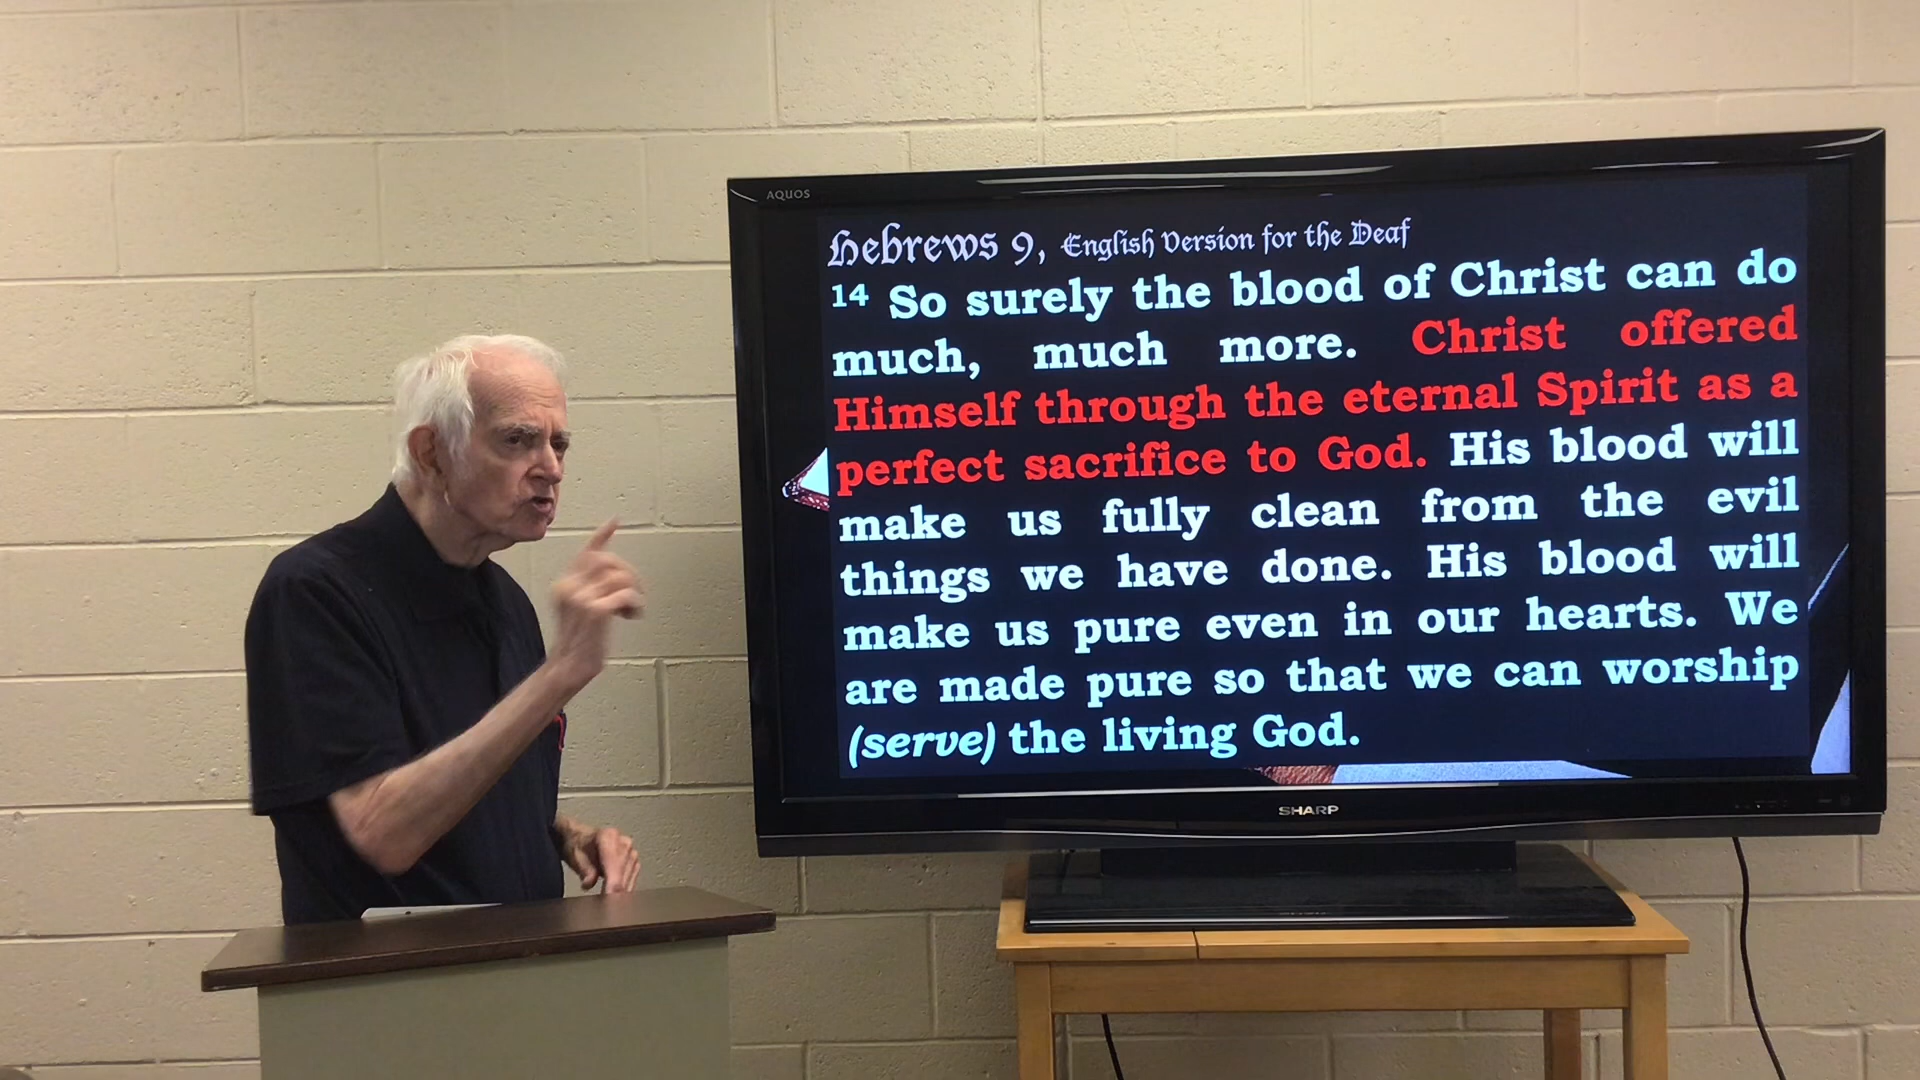 AQUOS
Hebrews 9, English Version for the Deaf
14 So surely the blood of Christ can do
much, much more. Christ offered
Himself through the eternal Spirit as a
perfect sacrifice to God. His blood will
make us fully clean from the evil
things we have done. His blood will
make us pure even in our hearts. We
are made pure so that we can worship
(serve) the living God.
SHARP